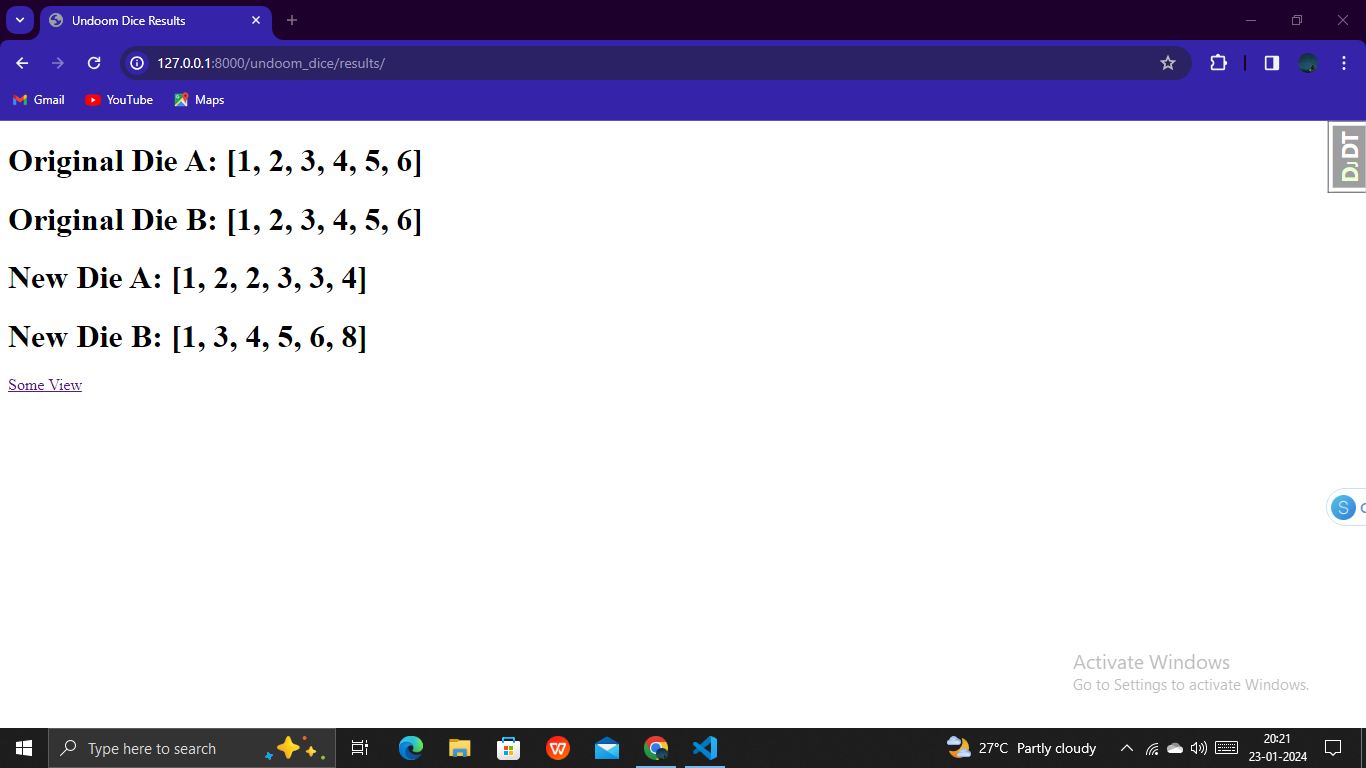 Undoom Dice Results
127.0.0.1:8000/undoom_dice/results/
Gmail YouTube Maps
Original Die A: [1, 2, 3, 4, 5, 6]
DJDT
Original Die B: [1, 2, 3, 4, 5, 6]
New Die A: [1, 2, 2, 3, 3, 4]
New Die B: [1, 3, 4, 5, 6, 8]
Some View
S
Activate Windows
Go to Settings to activate Windows.
Type here to search
W
27°C Partly cloudy
20:21
23-01-2024